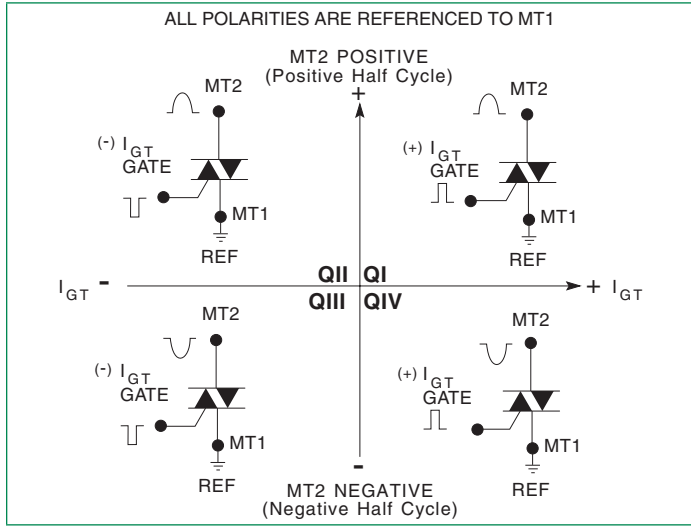 ALL POLARITIES ARE REFERENCED TO MT1
MT2 POSITIVE
(Positive Half Cycle)
+
MT2
(-) IGT
GATE
MT1
REF
MT2
(+) IGT
GATE
MT1
REF
IGT -
QII QI
QIII QIV
+ IGT
MT2
(-) IGT
GATE
MT1
REF
MT2
(+) IGT
GATE
MT1
REF
-
MT2 NEGATIVE
(Negative Half Cycle)